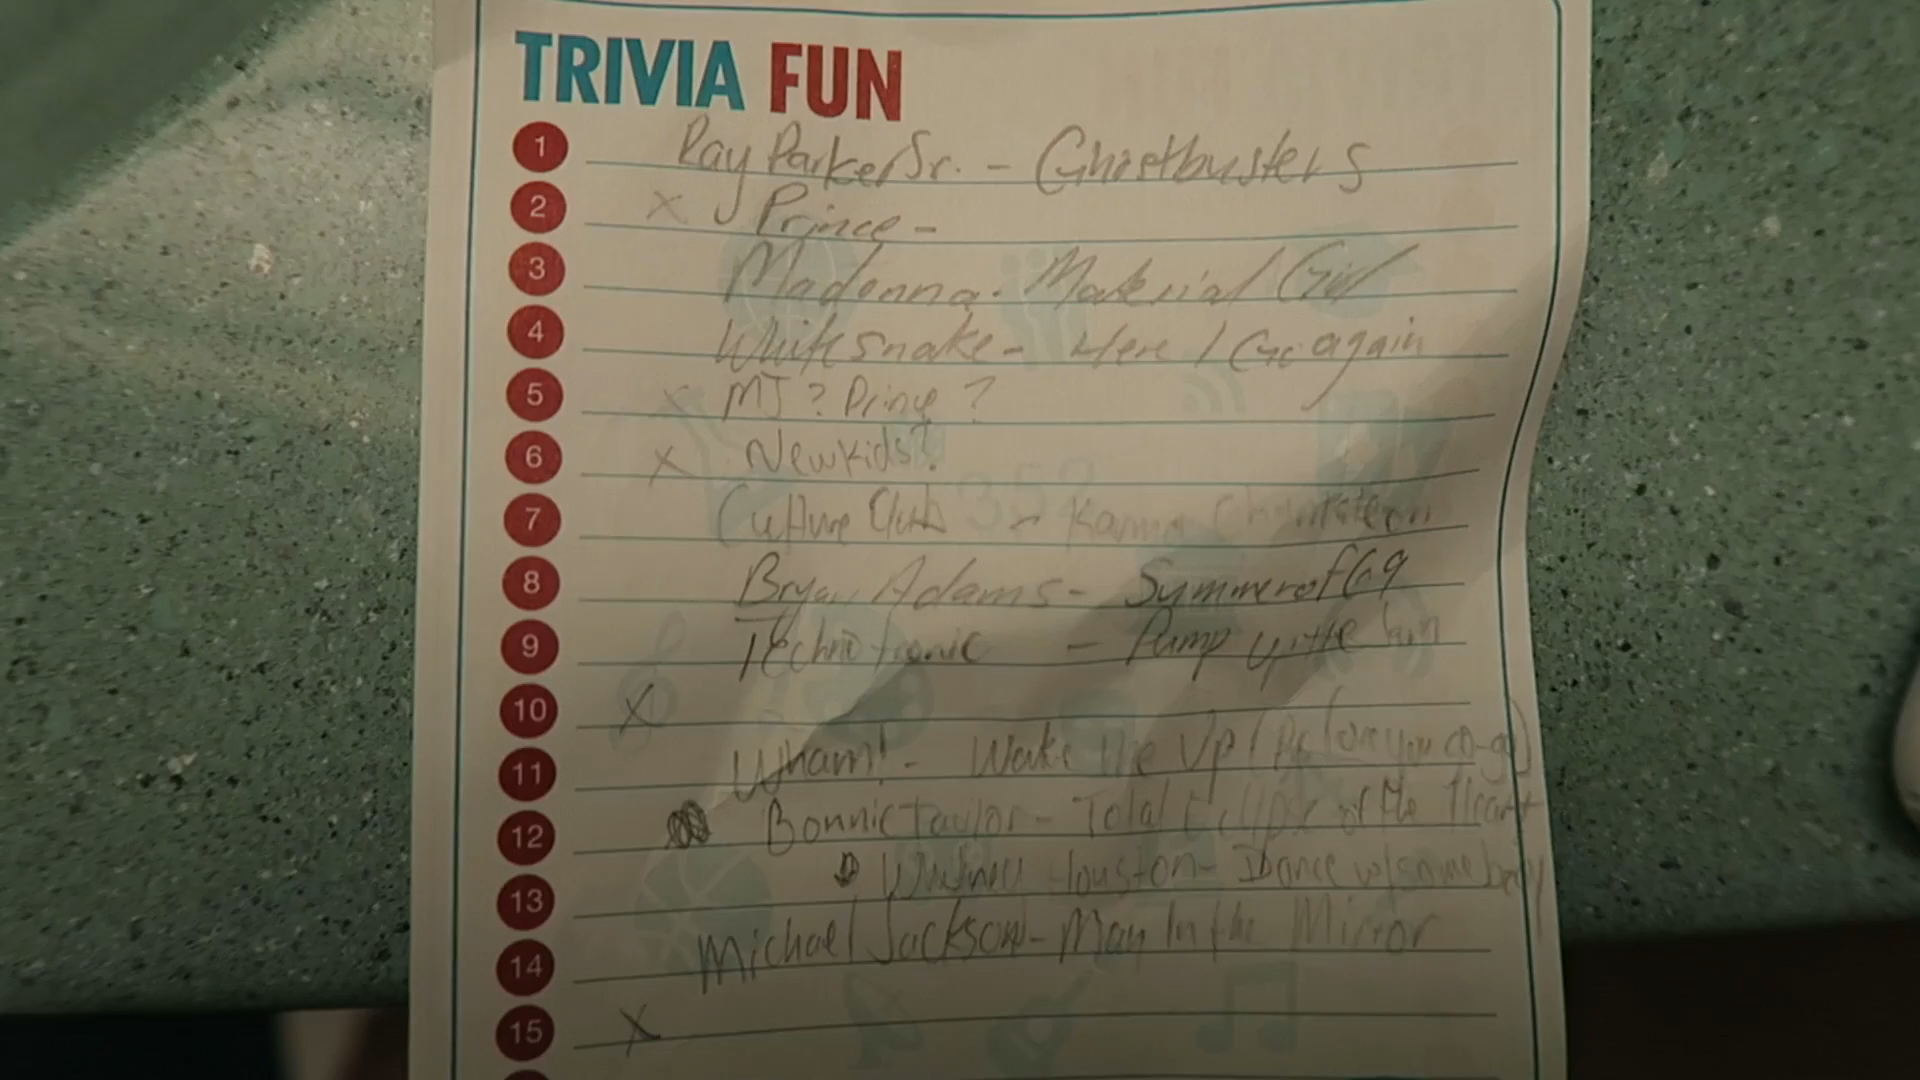 TRIVIA FUN
1 Ray Parker Sr. - Ghostbusters
2 X Prince -
3 Madonna - Material Girl
4 Whitesnake - Here I Go again
5 X MJ? Prince?
6 X New Kids?
7 Culture Club - Karma Chameleon
8 Bryan Adams - Summer of 69
9 Technotronic - Pump up the
10 X
11 Wham! - Wake Me Up (Before you Go-go)
12 Bonnie Taylor - Total Eclipse of the Heart
13 Whitney Houston - Dance w/ somebody
14 Michael Jackson - Man In the Mirror
15 X